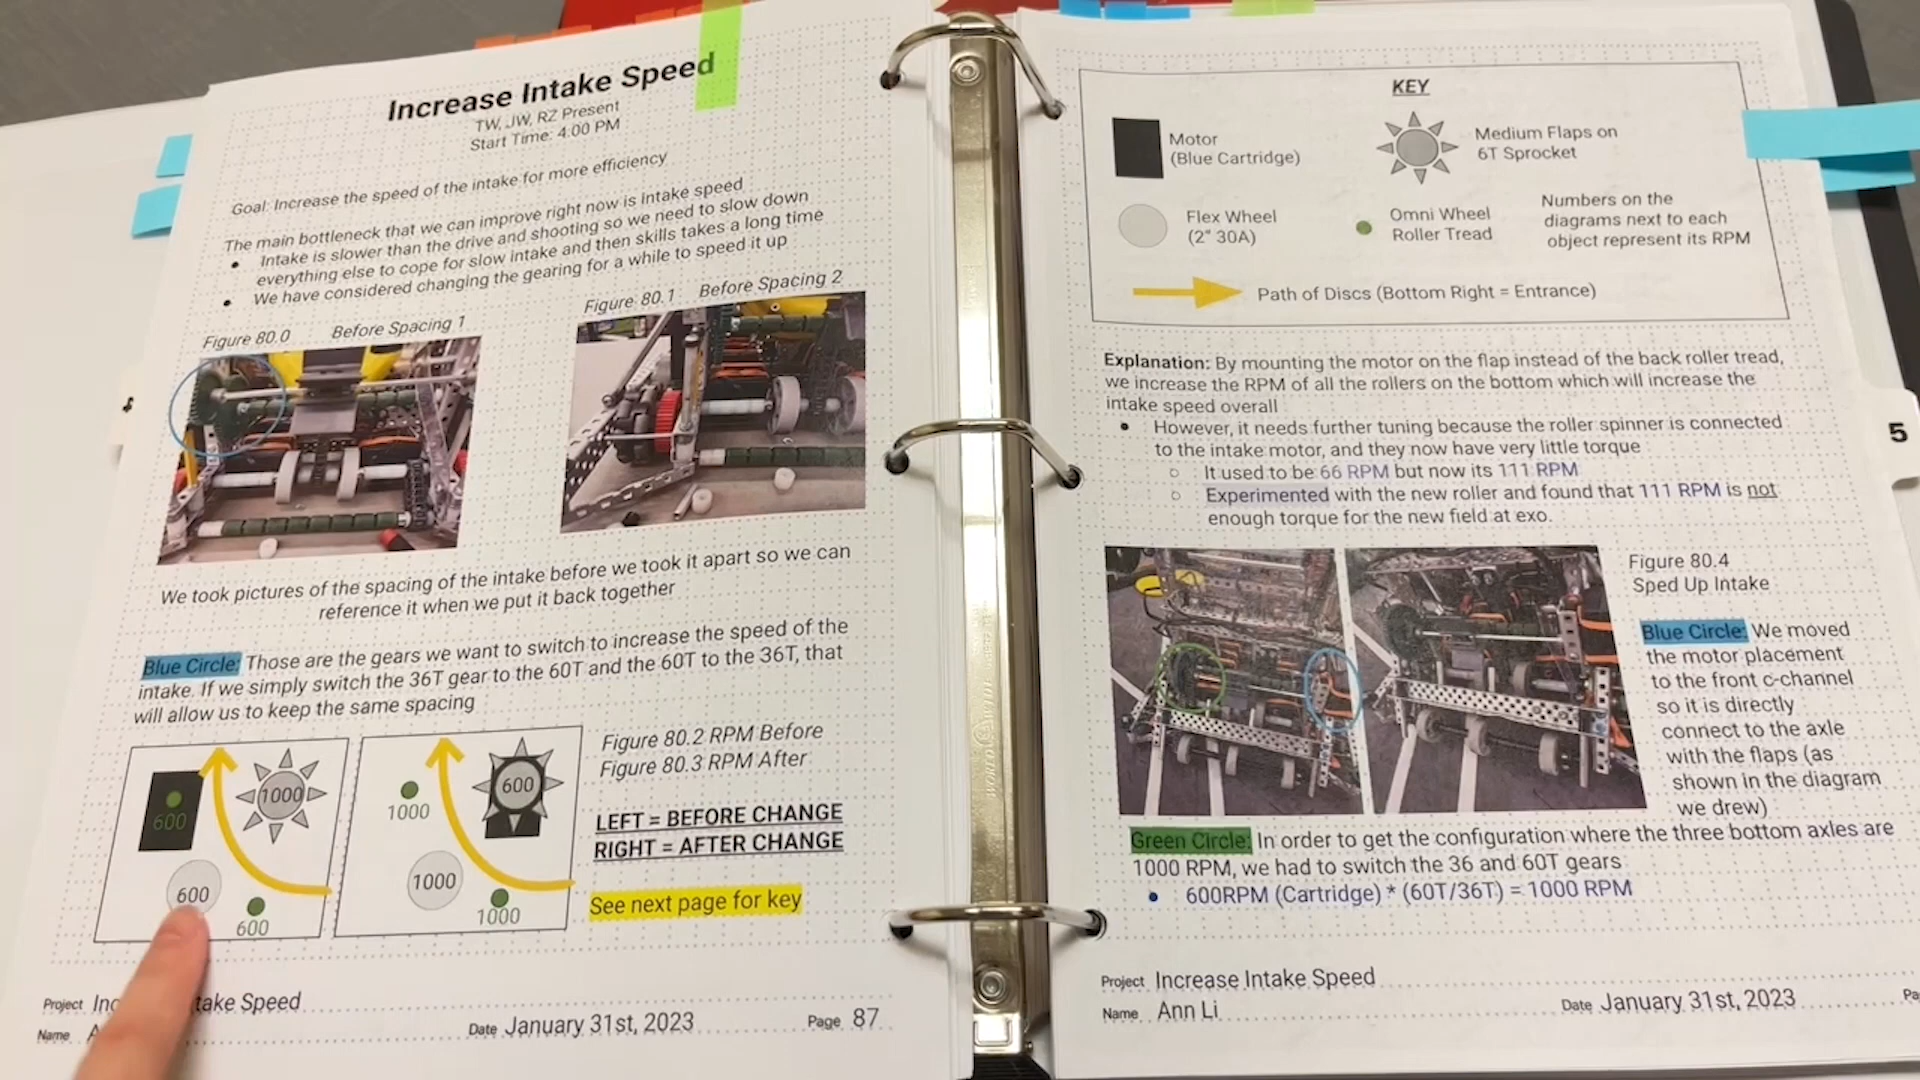 Increase Intake Speed
TW, JW, RZ Present
Start Time: 4:00 PM
Goal: Increase the speed of the intake for more efficiency
The main bottleneck that we can improve right now is intake speed
• Intake is slower than the drive and shooting so we need to slow down
everything else to cope for slow intake and then skills takes a long time
• We have considered changing the gearing for a while to speed it up
Figure 80.0 Before Spacing 1
Figure 80.1 Before Spacing 2
We took pictures of the spacing of the intake before we took it apart so we can
reference it when we put it back together
Blue Circle: Those are the gears we want to switch to increase the speed of the
intake. If we simply switch the 36T gear to the 60T and the 60T to the 36T, that
will allow us to keep the same spacing
600
1000
600
600
1000
600
1000
1000
Figure 80.2 RPM Before
Figure 80.3 RPM After
LEFT = BEFORE CHANGE
RIGHT = AFTER CHANGE
See next page for key
Project Inc take Speed
Name A
Date January 31st, 2023
Page 87
KEY
Motor
(Blue Cartridge)
Medium Flaps on
6T Sprocket
Flex Wheel
(2" 30A)
Omni Wheel
Roller Tread
Numbers on the
diagrams next to each
object represent its RPM
Path of Discs (Bottom Right = Entrance)
Explanation: By mounting the motor on the flap instead of the back roller tread,
we increase the RPM of all the rollers on the bottom which will increase the
intake speed overall
• However, it needs further tuning because the roller spinner is connected
to the intake motor, and they now have very little torque
○ It used to be 66 RPM but now its 111 RPM
○ Experimented with the new roller and found that 111 RPM is not
enough torque for the new field at exo.
Figure 80.4
Sped Up Intake
Blue Circle: We moved
the motor placement
to the front c-channel
so it is directly
connect to the axle
with the flaps (as
shown in the diagram
we drew)
Green Circle: In order to get the configuration where the three bottom axles are
1000 RPM, we had to switch the 36 and 60T gears
• 600RPM (Cartridge) * (60T/36T) = 1000 RPM
Project Increase Intake Speed
Name Ann Li
Date January 31st, 2023
Pa
5